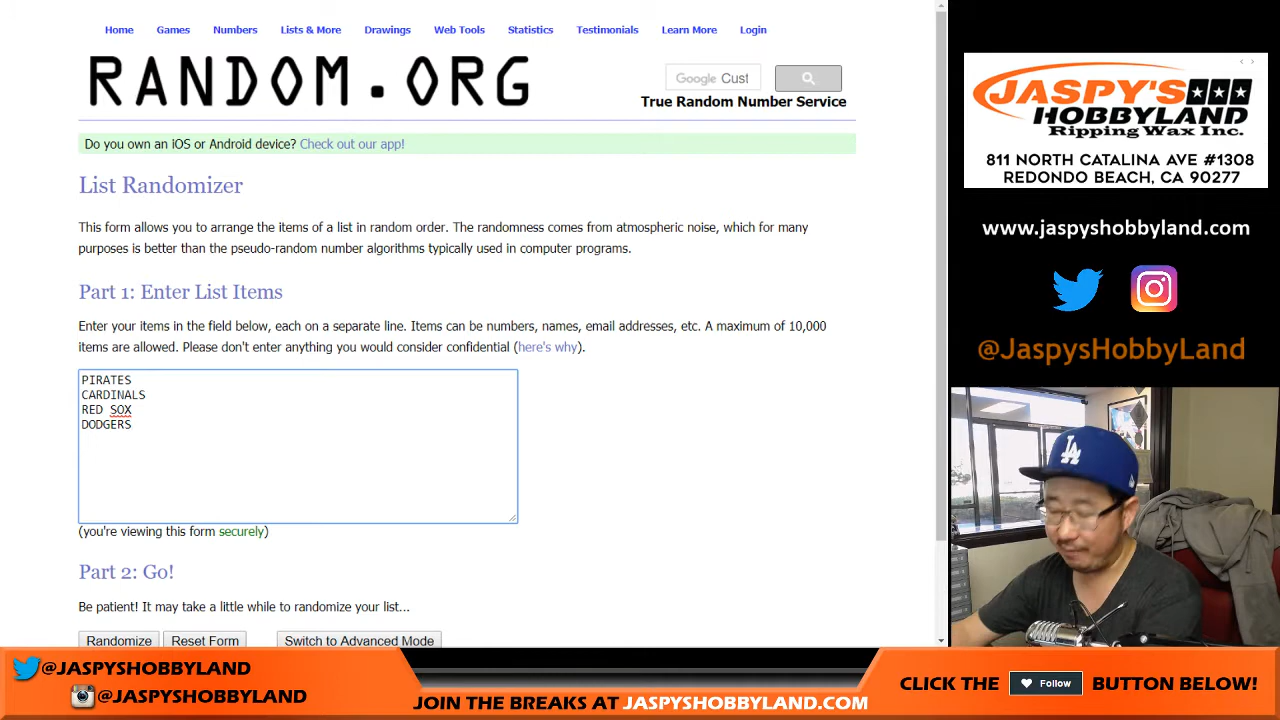 Home Games Numbers Lists & More Drawings Web Tools Statistics Testimonials Learn More Login
RANDOM.ORG
Google Cust
True Random Number Service
Do you own an iOS or Android device? Check out our app!
List Randomizer
This form allows you to arrange the items of a list in random order. The randomness comes from atmospheric noise, which for many
purposes is better than the pseudo-random number algorithms typically used in computer programs.
Part 1: Enter List Items
Enter your items in the field below, each on a separate line. Items can be numbers, names, email addresses, etc. A maximum of 10,000
items are allowed. Please don't enter anything you would consider confidential (here's why).
PIRATES
CARDINALS
RED SOX
DODGERS
(you're viewing this form securely)
Part 2: Go!
Be patient! It may take a little while to randomize your list...
Randomize Reset Form Switch to Advanced Mode
JASPY'S
HOBBYLAND
Ripping Wax Inc.
811 NORTH CATALINA AVE #1308
REDONDO BEACH, CA 90277
www.jaspyshobbyland.com
@JaspysHobbyLand
LA
@JASPYSHOBBYLAND
@JASPYSHOBBYLAND
JOIN THE BREAKS AT JASPYSHOBBYLAND.COM
CLICK THE Follow BUTTON BELOW!